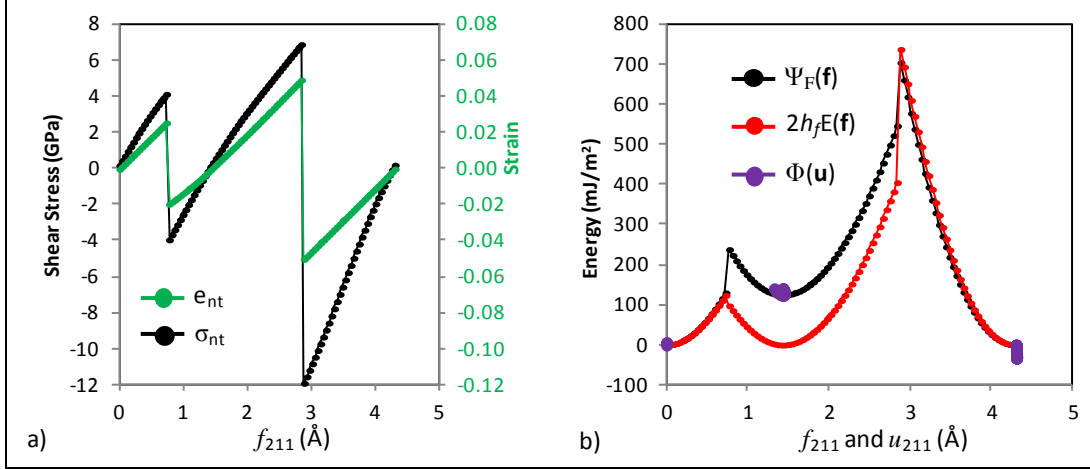 8
6
4
2
0
-2
-4
-6
-8
-10
-12
0.08
0.06
0.04
0.02
0.00
-0.02
-0.04
-0.06
-0.08
-0.10
-0.12
Shear Stress (GPa)
Strain
e_nt
σ_nt
0 1 2 3 4 5
a)
f_211 (Å)
800
700
600
500
400
300
200
100
0
-100
Energy (mJ/m²)
Ψ_F(f)
2h_fE(f)
Φ(u)
0 1 2 3 4 5
b)
f_211 and u_211 (Å)